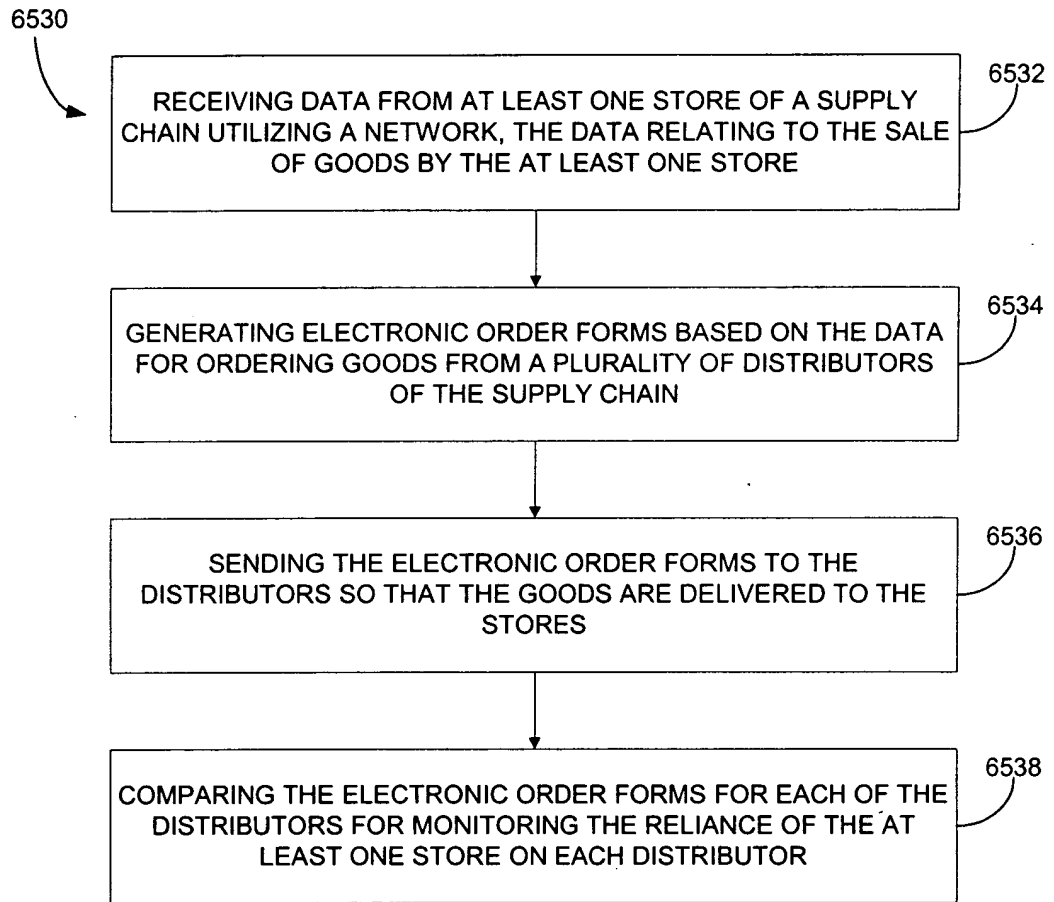 6530
6532
RECEIVING DATA FROM AT LEAST ONE STORE OF A SUPPLY
CHAIN UTILIZING A NETWORK, THE DATA RELATING TO THE SALE
OF GOODS BY THE AT LEAST ONE STORE
6534
GENERATING ELECTRONIC ORDER FORMS BASED ON THE DATA
FOR ORDERING GOODS FROM A PLURALITY OF DISTRIBUTORS
OF THE SUPPLY CHAIN
6536
SENDING THE ELECTRONIC ORDER FORMS TO THE
DISTRIBUTORS SO THAT THE GOODS ARE DELIVERED TO THE
STORES
6538
COMPARING THE ELECTRONIC ORDER FORMS FOR EACH OF THE
DISTRIBUTORS FOR MONITORING THE RELIANCE OF THE AT
LEAST ONE STORE ON EACH DISTRIBUTOR